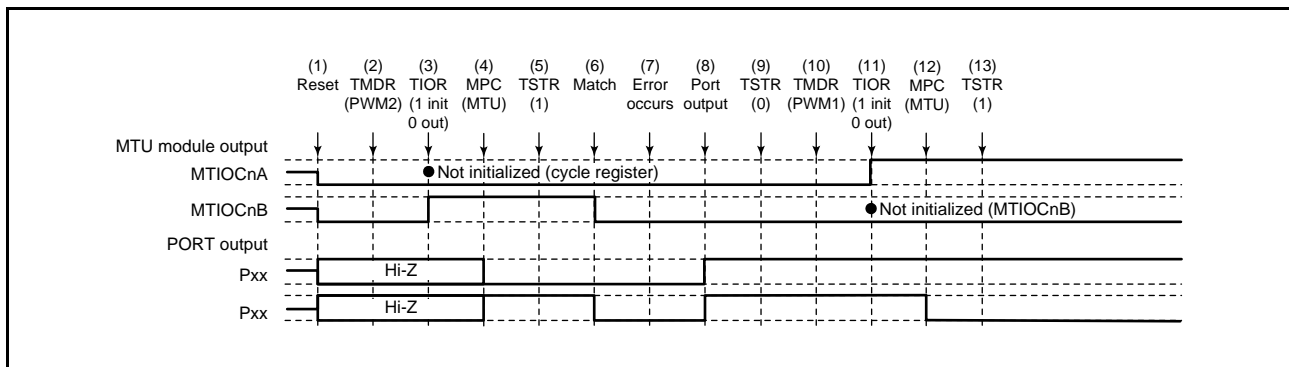 (1) (2) (3) (4) (5) (6) (7) (8) (9) (10) (11) (12) (13)
Reset TMDR TIOR MPC TSTR Match Error Port TSTR TMDR TIOR MPC TSTR
(PWM2) (1 init (MTU) (1) occurs output (0) (PWM1) (1 init (MTU) (1)
0 out) 0 out)
MTU module output
MTIOCnA Not initialized (cycle register)
MTIOCnB Not initialized (MTIOCnB)
PORT output
Pxx Hi-Z
Pxx Hi-Z